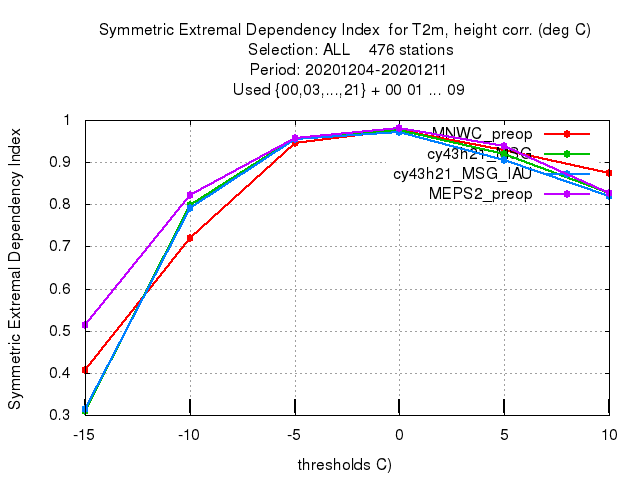 Symmetric Extremal Dependency Index for T2m, height corr. (deg C)
Selection: ALL 476 stations
Period: 20201204-20201211
Used {00,03,...,21} + 00 01 ... 09
Symmetric Extremal Dependency Index
1
0.9
0.8
0.7
0.6
0.5
0.4
0.3
MNWC_preop
cy43h21_MSG
cy43h21_MSG_IAU
MEPS2_preop
-15 -10 -5 0 5 10
thresholds C)